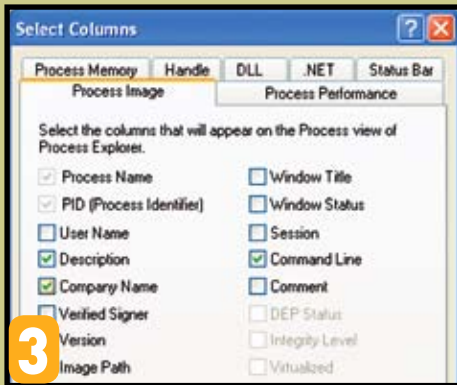 Select Columns
Process Memory Handle DLL .NET Status Bar
Process Image Process Performance
Select the columns that will appear on the Process view of
Process Explorer.
Process Name
PID (Process Identifier)
User Name
Description
Company Name
Verified Signer
Version
Image Path
Window Title
Window Status
Session
Command Line
Comment
DEP Status
Integrity Level
Virtualized
3